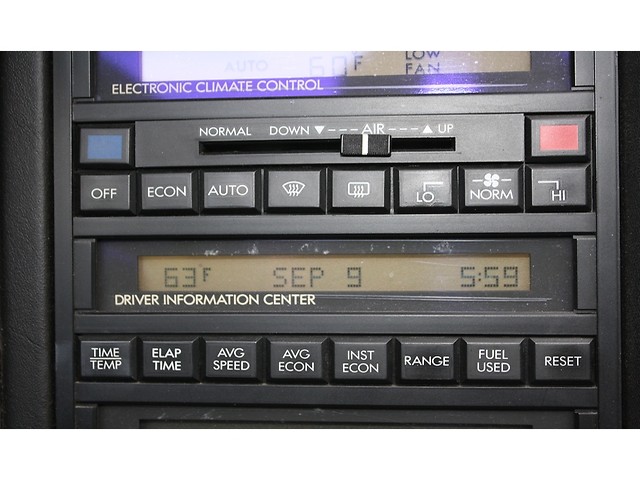 AUTO 60°F LOW
FAN
ELECTRONIC CLIMATE CONTROL
NORMAL DOWN ▼---AIR---▲ UP
OFF ECON AUTO LO NORM HI
63°F SEP 9 5:59
DRIVER INFORMATION CENTER
TIME ELAP AVG AVG INST RANGE FUEL RESET
TEMP TIME SPEED ECON ECON USED